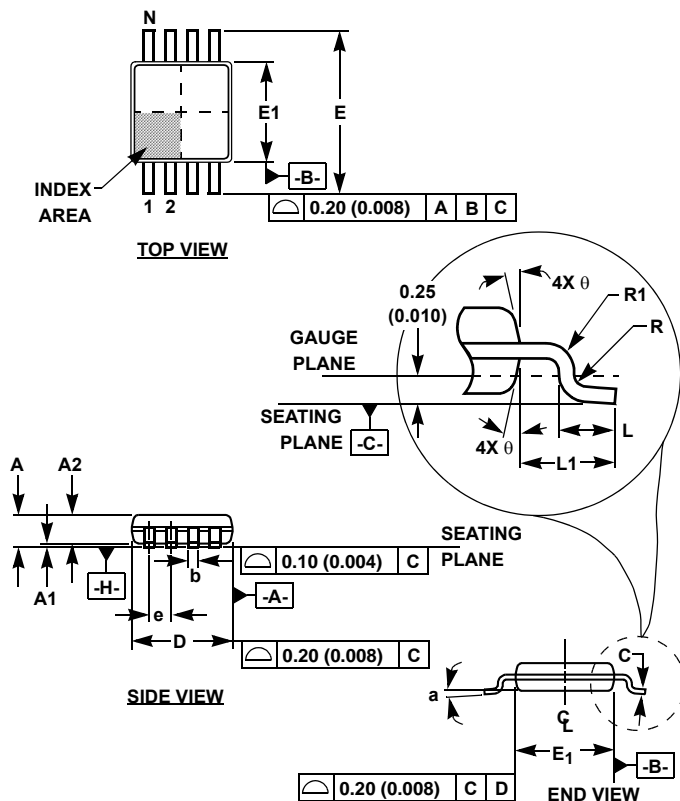 N
E1
E
-B-
INDEX
AREA
1 2
0.20 (0.008) A B C
TOP VIEW
0.25
(0.010)
4X θ
R1
R
GAUGE
PLANE
SEATING
PLANE
-C-
4X θ
L
L1
A A2
SEATING
PLANE
A1
-H-
b
0.10 (0.004) C
-A-
e
D
0.20 (0.008) C
SIDE VIEW
C
a
CL
E1
-B-
0.20 (0.008) C D
END VIEW